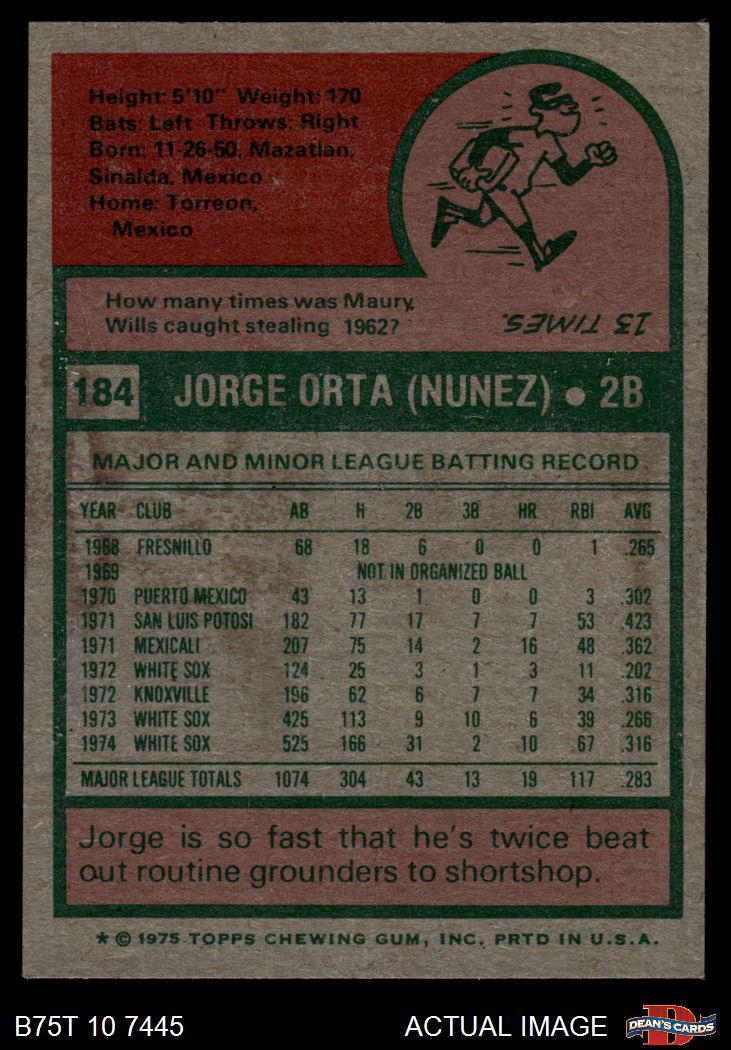 Height: 5'10" Weight: 170
Bats: Left Throws: Right
Born: 11-26-50, Mazatlan,
Sinalda, Mexico
Home: Torreon,
Mexico
How many times was Maury
Wills caught stealing 1962?
13 TIMES.
184 JORGE ORTA (NUNEZ) • 2B
MAJOR AND MINOR LEAGUE BATTING RECORD
YEAR CLUB AB H 2B 3B HR RBI AVG
1968 FRESNILLO 68 18 6 0 0 1 .265
1969 NOT IN ORGANIZED BALL
1970 PUERTO MEXICO 43 13 1 0 0 3 .302
1971 SAN LUIS POTOSI 182 77 17 7 7 53 .423
1971 MEXICALI 207 75 14 2 16 48 .362
1972 WHITE SOX 124 25 3 1 3 11 .202
1972 KNOXVILLE 196 62 6 7 7 34 .316
1973 WHITE SOX 425 113 9 10 6 39 .266
1974 WHITE SOX 525 166 31 2 10 67 .316
MAJOR LEAGUE TOTALS 1074 304 43 13 19 117 .283
Jorge is so fast that he's twice beat
out routine grounders to shortshop.
* © 1975 TOPPS CHEWING GUM, INC. PRTD IN U.S.A.
B75T 10 7445 ACTUAL IMAGE DEAN'S CARDS